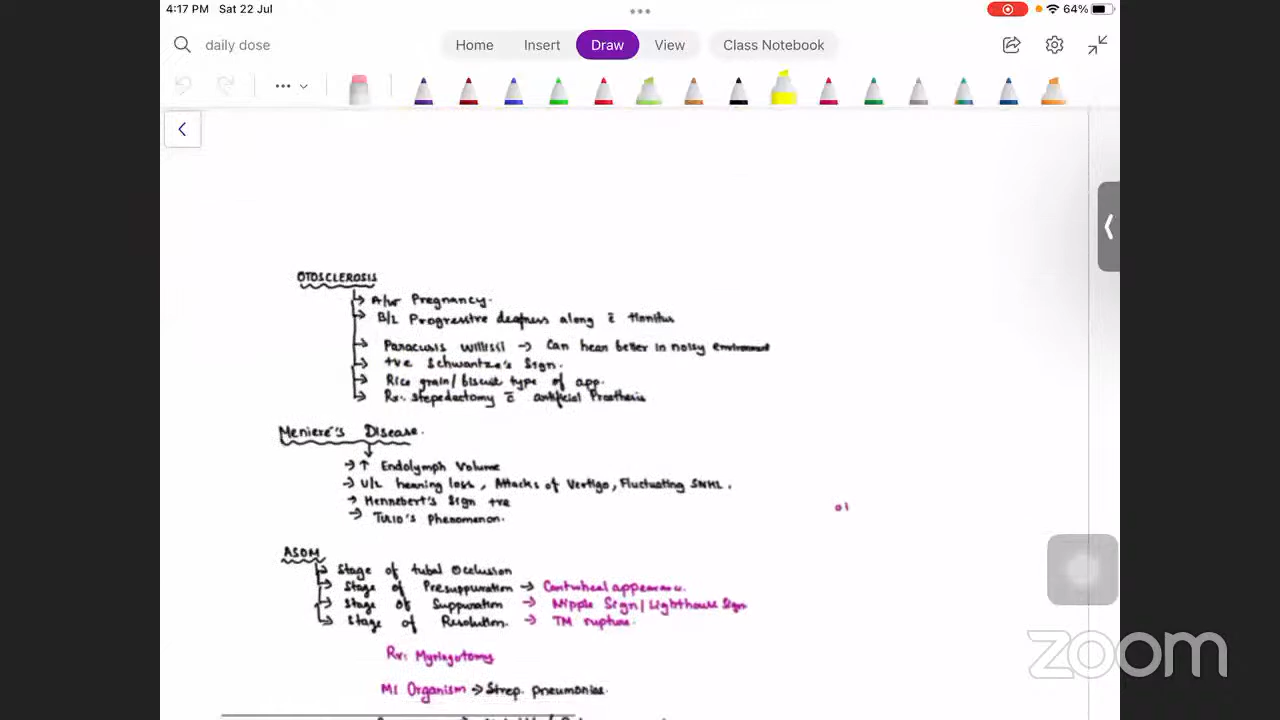 4:17 PM Sat 22 Jul
64%
daily dose
Home Insert Draw View Class Notebook
OTOSCLEROSIS
→ A/w Pregnancy.
→ B/L Progressive deafness along c̄ tinnitus
→ Paracusis willisii → Can hear better in noisy environment
→ +ve Schwartze's Sign.
→ Rice grain/biscuit type of app.
→ Rx: Stepedectomy c̄ artificial Prosthesis
Meniere's Disease.
→ ↑ Endolymph Volume
→ U/L hearing loss, Attacks of Vertigo, Fluctuating SNHL.
→ Hennebert's Sign +ve
→ Tulio's Phenomenon.
ASOM
→ Stage of tubal Occlusion
→ Stage of Presuppuration → Cartwheel appearance.
→ Stage of Suppuration → Nipple Sign/Lighthouse Sign
→ Stage of Resolution. → TM rupture.
Rx: Myringotomy
MC Organism → Strep. pneumoniae.
zoom